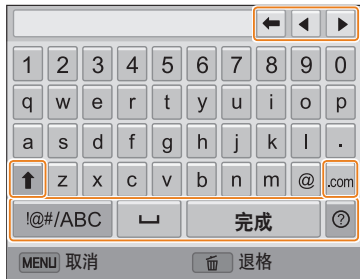 1 2 3 4 5 6 7 8 9 0
q w e r t y u i o p
a s d f g h j k l .
z x c v b n m @ .com
!@#/ABC 完成 ?
MENU 取消 退格